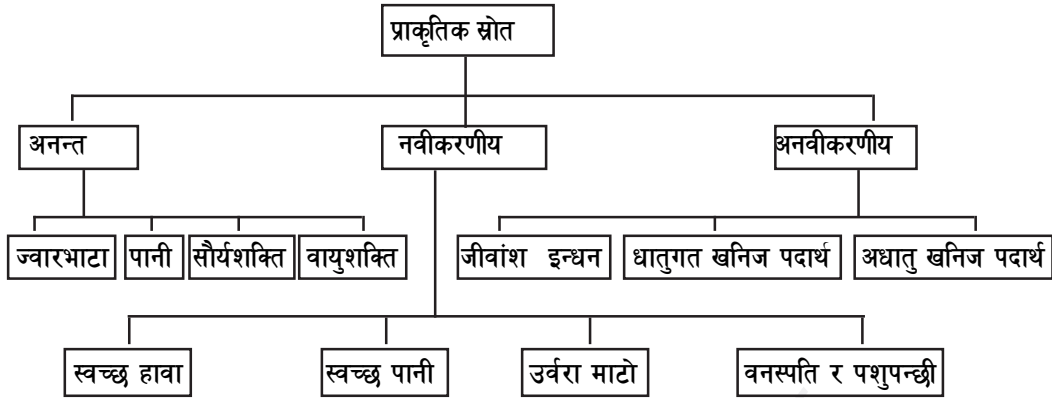 प्राकृतिक स्रोत
अनन्त
नवीकरणीय
अनवीकरणीय
ज्वारभाटा
पानी
सौर्यशक्ति
वायुशक्ति
जीवांश इन्धन
धातुगत खनिज पदार्थ
अधातु खनिज पदार्थ
स्वच्छ हावा
स्वच्छ पानी
उर्वरा माटो
वनस्पति र पशुपन्छी